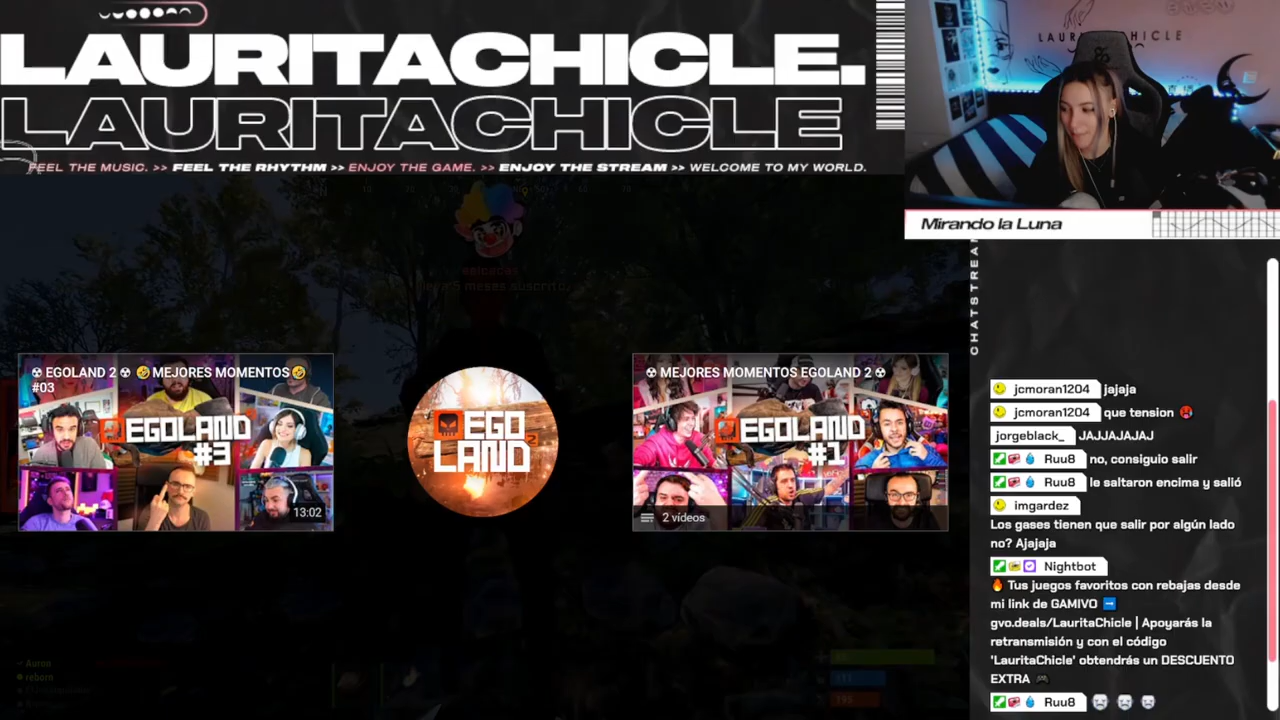 LAURITACHICLE.
LAURITACHICLE
FEEL THE MUSIC. >> FEEL THE RHYTHM >> ENJOY THE GAME. >> ENJOY THE STREAM >> WELCOME TO MY WORLD.
Mirando la Luna
CHATSTREAM
☢ EGOLAND 2 ☢ 🤣MEJORES MOMENTOS🤣
#03
EGOLAND
#3
13:02
EGO
LAND
2
☢ MEJORES MOMENTOS EGOLAND 2 ☢
EGOLAND
#1
2 vídeos
jcmoran1204 jajaja
jcmoran1204 que tension 🥵
jorgeblack_ JAJJAJAJAJ
Ruu8 no, consiguio salir
Ruu8 le saltaron encima y salió
imgardez
Los gases tienen que salir por algún lado
no? Ajajaja
Nightbot
🔥 Tus juegos favoritos con rebajas desde
mi link de GAMIVO ➡
gvo.deals/LauritaChicle | Apoyarás la
retransmisión y con el código
'LauritaChicle' obtendrás un DESCUENTO
EXTRA 🎮
Ruu8
Auron
reborn